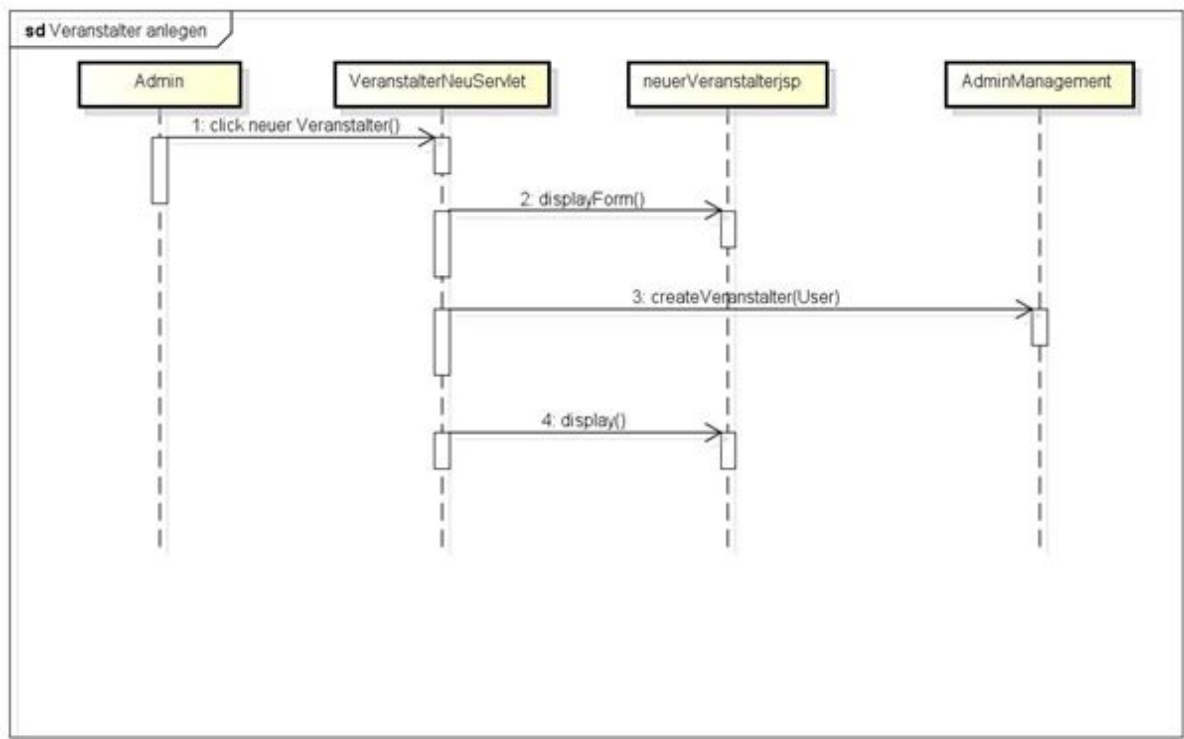 sd Veranstalter anlegen
Admin
VeranstalterNeuServlet
neuerVeranstalterjsp
AdminManagement
1: click neuer Veranstalter()
2: displayForm()
3: createVeranstalter(User)
4: display()